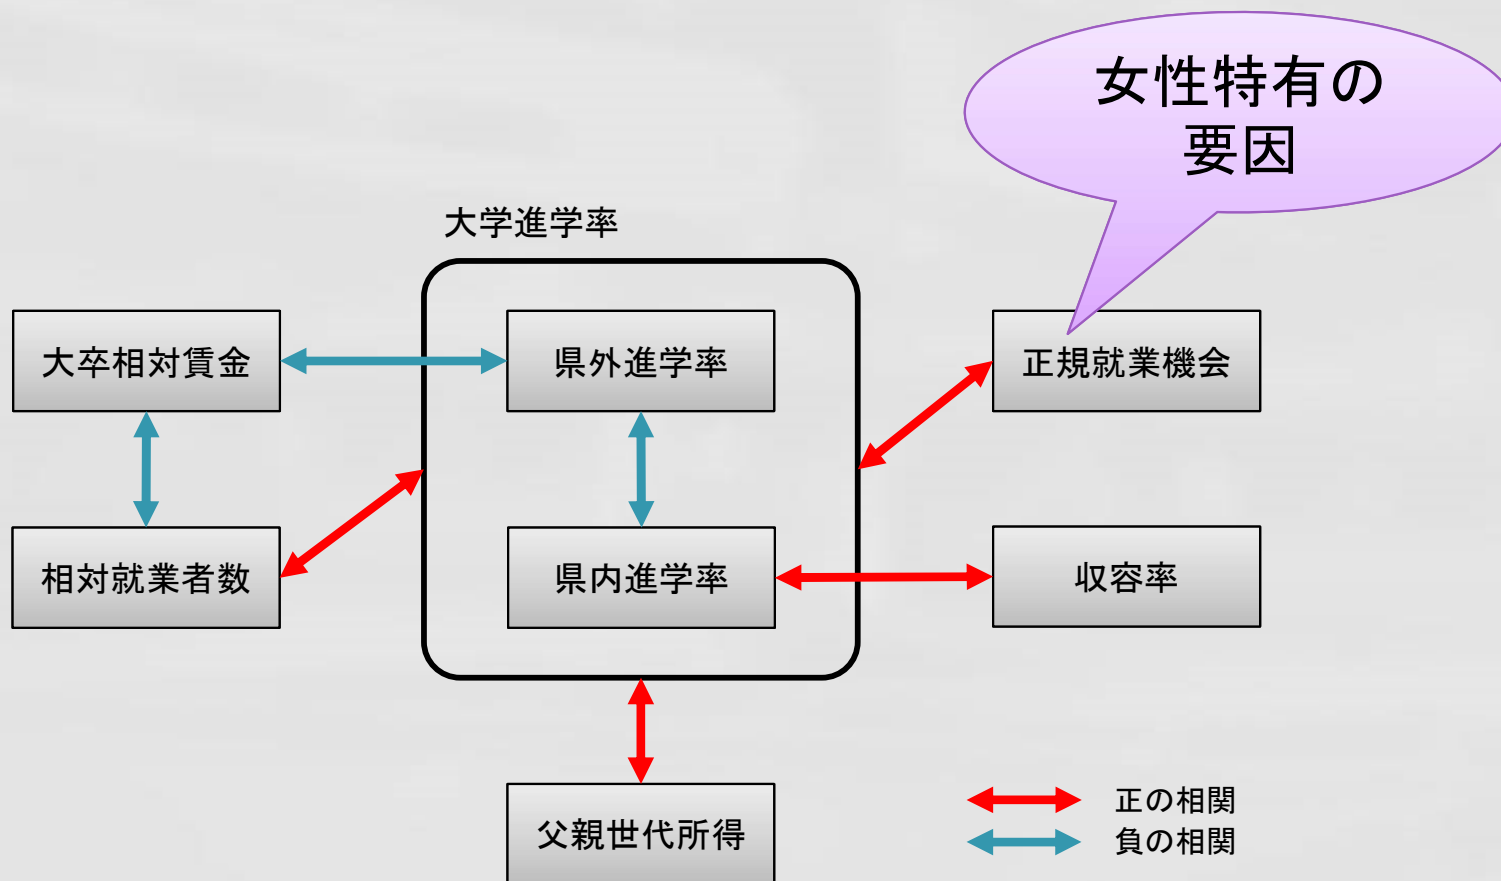 女性特有の
要因
大学進学率
大卒相対賃金
県外進学率
正規就業機会
相対就業者数
県内進学率
収容率
父親世代所得
正の相関
負の相関